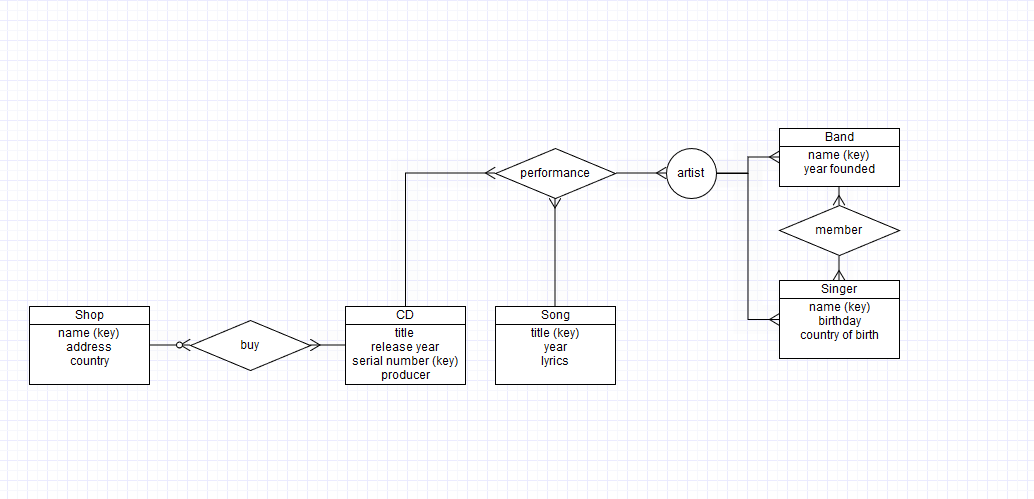 Band
name (key)
year founded
performance
artist
member
Singer
name (key)
birthday
country of birth
Shop
name (key)
address
country
buy
CD
title
release year
serial number (key)
producer
Song
title (key)
year
lyrics